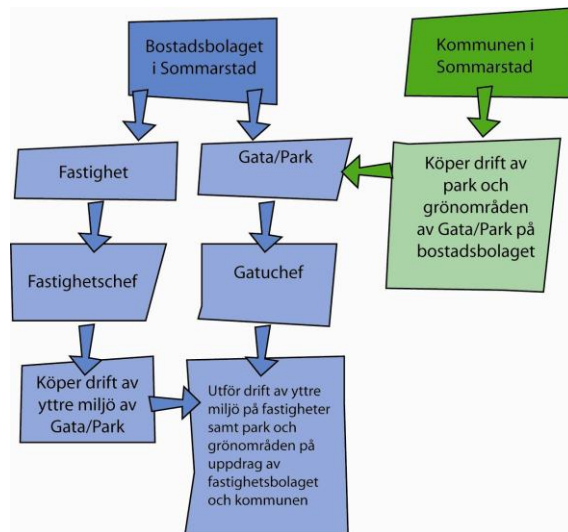 Bostadsbolaget
i Sommarstad
Kommunen i
Sommarstad
Fastighet
Gata/Park
Köper drift av
park och
grönområden
av Gata/Park på
bostadsbolaget
Fastighetschef
Gatuchef
Köper drift av
yttre miljö av
Gata/Park
Utför drift av yttre
miljö på fastigheter
samt park och
grönområden på
uppdrag av
fastighetsbolaget
och kommunen